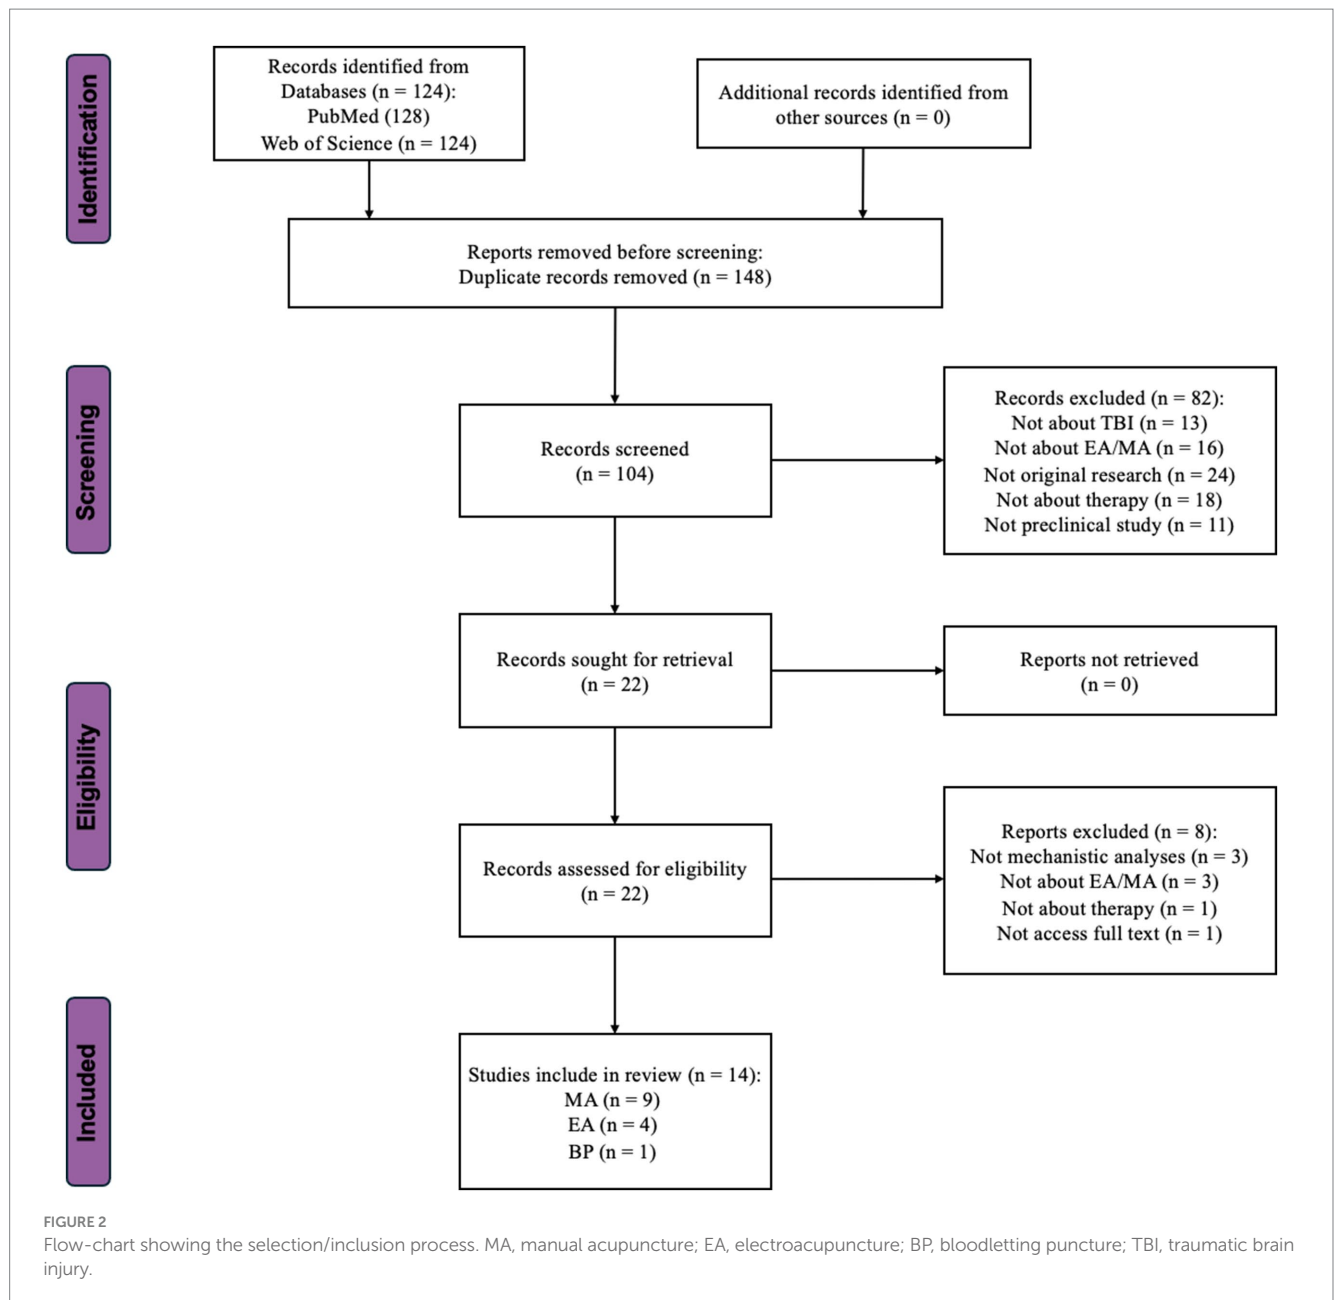 Identification
Records identified from
Databases (n = 124):
PubMed (128)
Web of Science (n = 124)
Additional records identified from
other sources (n = 0)
Reports removed before screening:
Duplicate records removed (n = 148)
Screening
Records screened
(n = 104)
Records excluded (n = 82):
Not about TBI (n = 13)
Not about EA/MA (n = 16)
Not original research (n = 24)
Not about therapy (n = 18)
Not preclinical study (n = 11)
Eligibility
Records sought for retrieval
(n = 22)
Reports not retrieved
(n = 0)
Records assessed for eligibility
(n = 22)
Reports excluded (n = 8):
Not mechanistic analyses (n = 3)
Not about EA/MA (n = 3)
Not about therapy (n = 1)
Not access full text (n = 1)
Included
Studies include in review (n = 14):
MA (n = 9)
EA (n = 4)
BP (n = 1)
FIGURE 2
Flow-chart showing the selection/inclusion process. MA, manual acupuncture; EA, electroacupuncture; BP, bloodletting puncture; TBI, traumatic brain
injury.